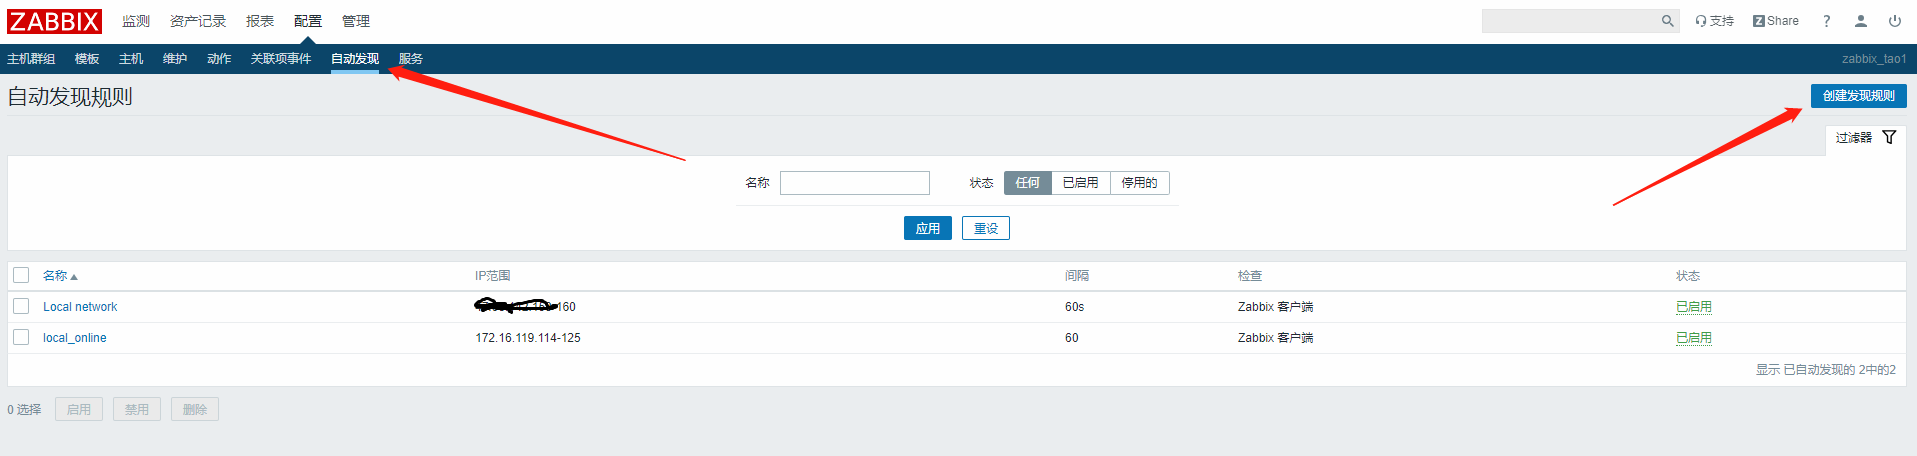 ZABBIX 监测 资产记录 报表 配置 管理 支持 Z Share ?
主机群组 模板 主机 维护 动作 关联项事件 自动发现 服务 zabbix_tao1
自动发现规则 创建发现规则
过滤器
名称 状态 任何 已启用 停用的
应用 重设
名称 IP范围 间隔 检查 状态
Local network 160 60s Zabbix 客户端 已启用
local_online 172.16.119.114-125 60 Zabbix 客户端 已启用
显示 已自动发现的 2中的2
0 选择 启用 禁用 删除